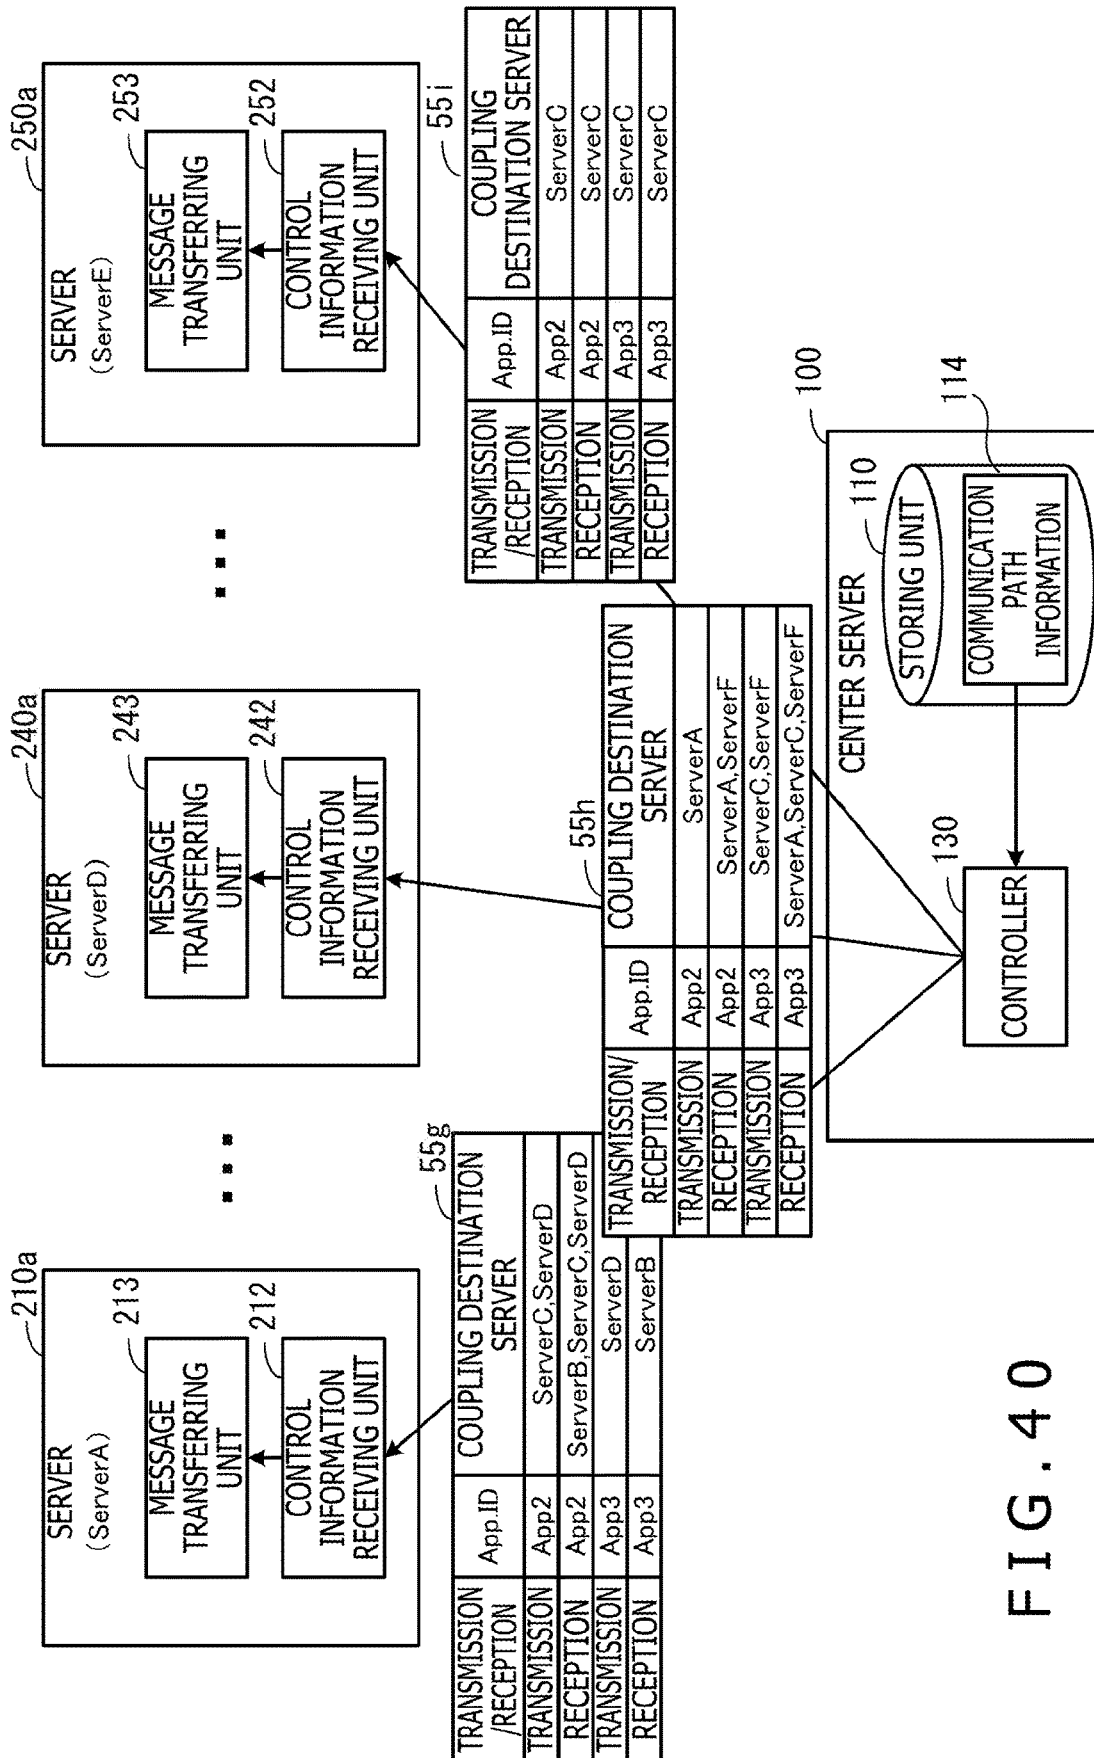 210a
SERVER
(ServerA)
213
MESSAGE
TRANSFERRING
UNIT
212
CONTROL
INFORMATION
RECEIVING UNIT
240a
SERVER
(ServerD)
243
MESSAGE
TRANSFERRING
UNIT
242
CONTROL
INFORMATION
RECEIVING UNIT
250a
SERVER
(ServerE)
253
MESSAGE
TRANSFERRING
UNIT
252
CONTROL
INFORMATION
RECEIVING UNIT
55g
TRANSMISSION
/RECEPTION
App.ID
COUPLING DESTINATION
SERVER
TRANSMISSION App2 ServerC,ServerD
RECEPTION App2 ServerB,ServerC,ServerD
TRANSMISSION App3 ServerD
RECEPTION App3 ServerB
55h
TRANSMISSION/
RECEPTION
App.ID
COUPLING DESTINATION
SERVER
TRANSMISSION App2 ServerA
RECEPTION App2 ServerA,ServerF
TRANSMISSION App3 ServerC,ServerF
RECEPTION App3 ServerA,ServerC,ServerF
55i
TRANSMISSION
/RECEPTION
App.ID
COUPLING
DESTINATION SERVER
TRANSMISSION App2 ServerC
RECEPTION App2 ServerC
TRANSMISSION App3 ServerC
RECEPTION App3 ServerC
100
CENTER SERVER
130
CONTROLLER
110
STORING UNIT
114
COMMUNICATION
PATH
INFORMATION
FIG.40